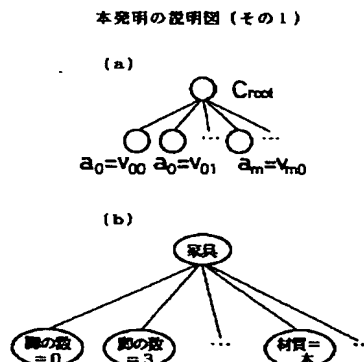 本発明の説明図(その1)
(a)
Croot
… …
a0=v00 a0=v01 am=vm0
(b)
家具
脚の数
=0
脚の数
=3
…
材質=
木
…